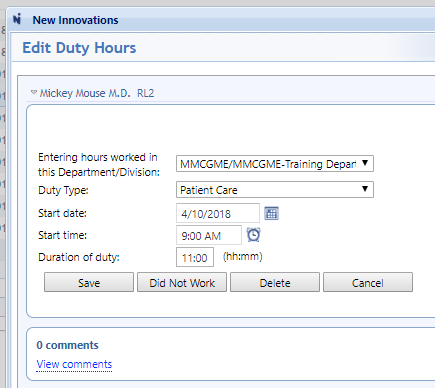 New Innovations
Edit Duty Hours
Mickey Mouse M.D. RL2
Entering hours worked in
this Department/Division:
MMCGME/MMCGME-Training Depar
Duty Type:
Patient Care
Start date:
4/10/2018
Start time:
9:00 AM
Duration of duty:
11:00
(hh:mm)
Save
Did Not Work
Delete
Cancel
0 comments
View comments